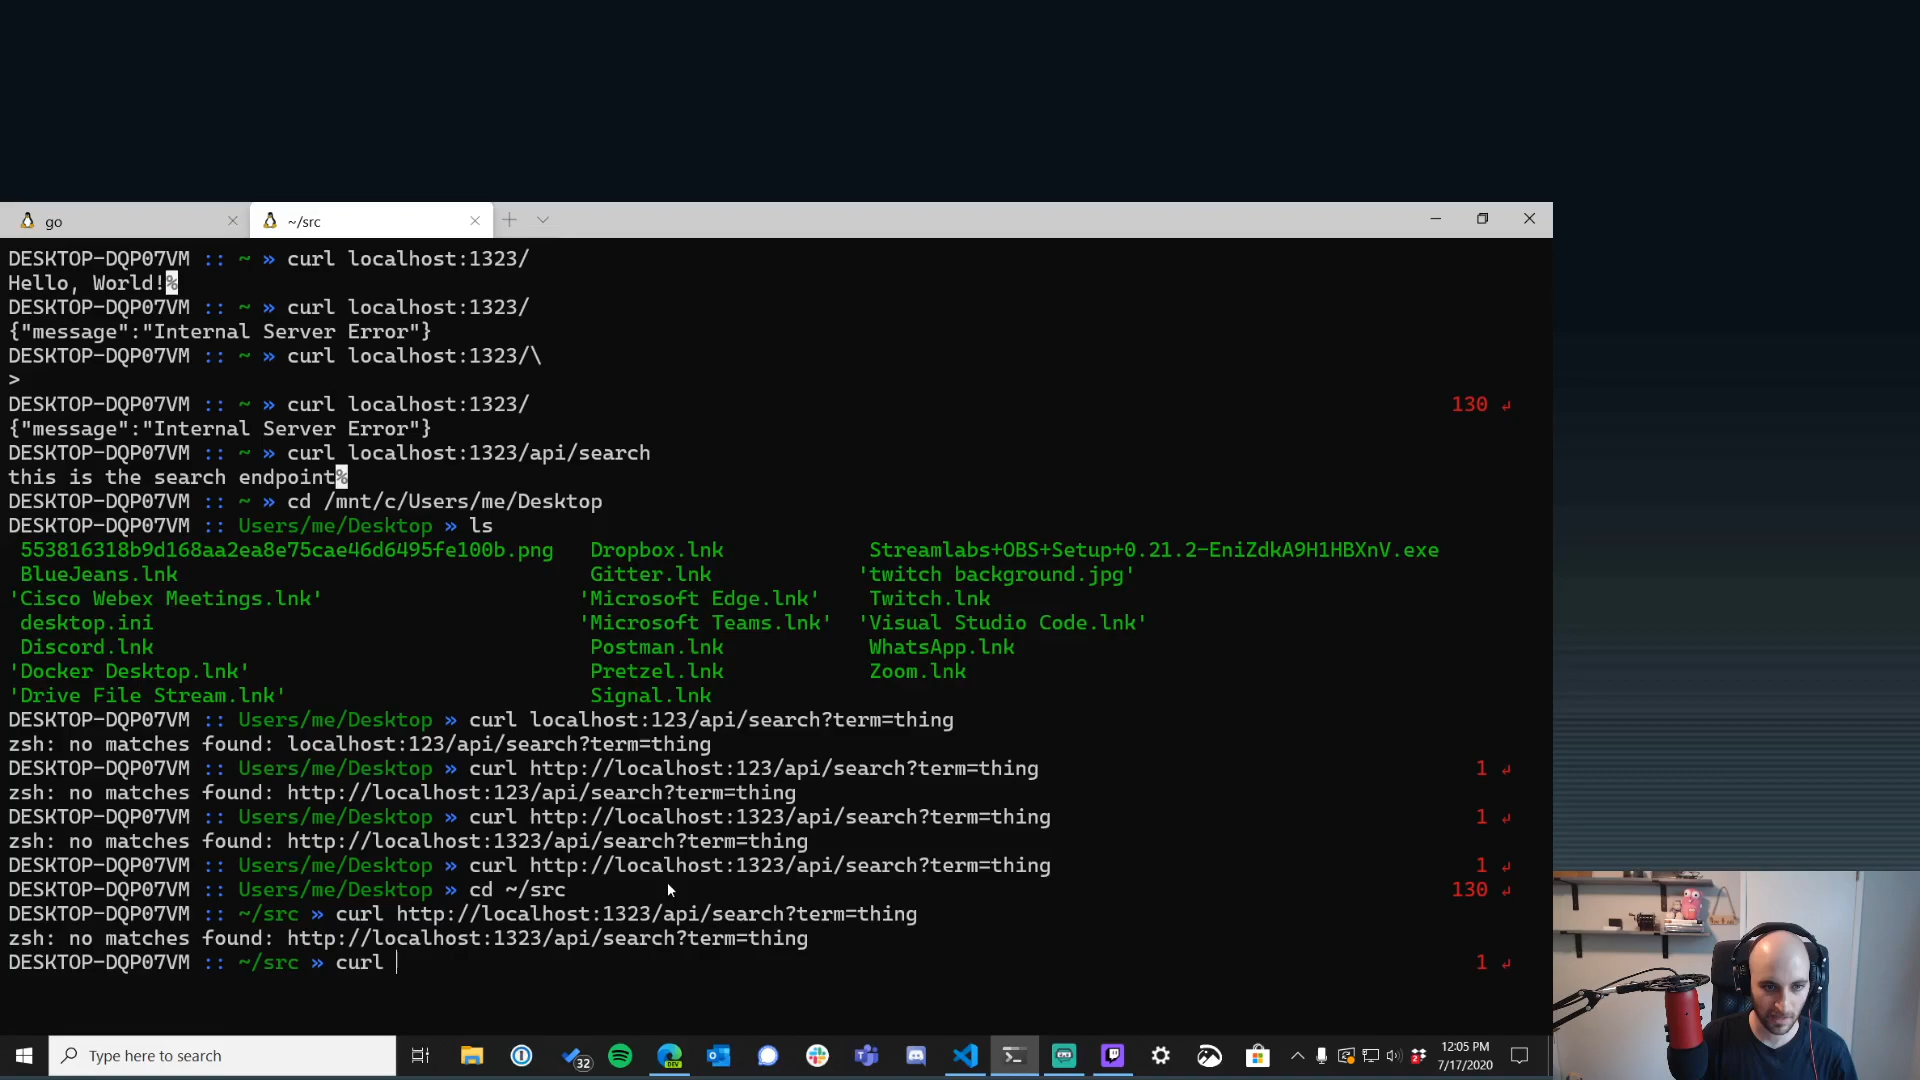 go
~/src
DESKTOP-DQP07VM :: ~ » curl localhost:1323/
Hello, World!%
DESKTOP-DQP07VM :: ~ » curl localhost:1323/
{"message":"Internal Server Error"}
DESKTOP-DQP07VM :: ~ » curl localhost:1323/\
>
DESKTOP-DQP07VM :: ~ » curl localhost:1323/ 130 ↵
{"message":"Internal Server Error"}
DESKTOP-DQP07VM :: ~ » curl localhost:1323/api/search
this is the search endpoint%
DESKTOP-DQP07VM :: ~ » cd /mnt/c/Users/me/Desktop
DESKTOP-DQP07VM :: Users/me/Desktop » ls
553816318b9d168aa2ea8e75cae46d6495fe100b.png Dropbox.lnk Streamlabs+OBS+Setup+0.21.2-EniZdkA9H1HBXnV.exe
BlueJeans.lnk Gitter.lnk 'twitch background.jpg'
'Cisco Webex Meetings.lnk' 'Microsoft Edge.lnk' Twitch.lnk
desktop.ini 'Microsoft Teams.lnk' 'Visual Studio Code.lnk'
Discord.lnk Postman.lnk WhatsApp.lnk
'Docker Desktop.lnk' Pretzel.lnk Zoom.lnk
'Drive File Stream.lnk' Signal.lnk
DESKTOP-DQP07VM :: Users/me/Desktop » curl localhost:123/api/search?term=thing
zsh: no matches found: localhost:123/api/search?term=thing
DESKTOP-DQP07VM :: Users/me/Desktop » curl http://localhost:123/api/search?term=thing 1 ↵
zsh: no matches found: http://localhost:123/api/search?term=thing
DESKTOP-DQP07VM :: Users/me/Desktop » curl http://localhost:1323/api/search?term=thing 1 ↵
zsh: no matches found: http://localhost:1323/api/search?term=thing
DESKTOP-DQP07VM :: Users/me/Desktop » curl http://localhost:1323/api/search?term=thing 1 ↵
DESKTOP-DQP07VM :: Users/me/Desktop » cd ~/src 130 ↵
DESKTOP-DQP07VM :: ~/src » curl http://localhost:1323/api/search?term=thing
zsh: no matches found: http://localhost:1323/api/search?term=thing
DESKTOP-DQP07VM :: ~/src » curl 1 ↵
Type here to search
32
12:05 PM
7/17/2020